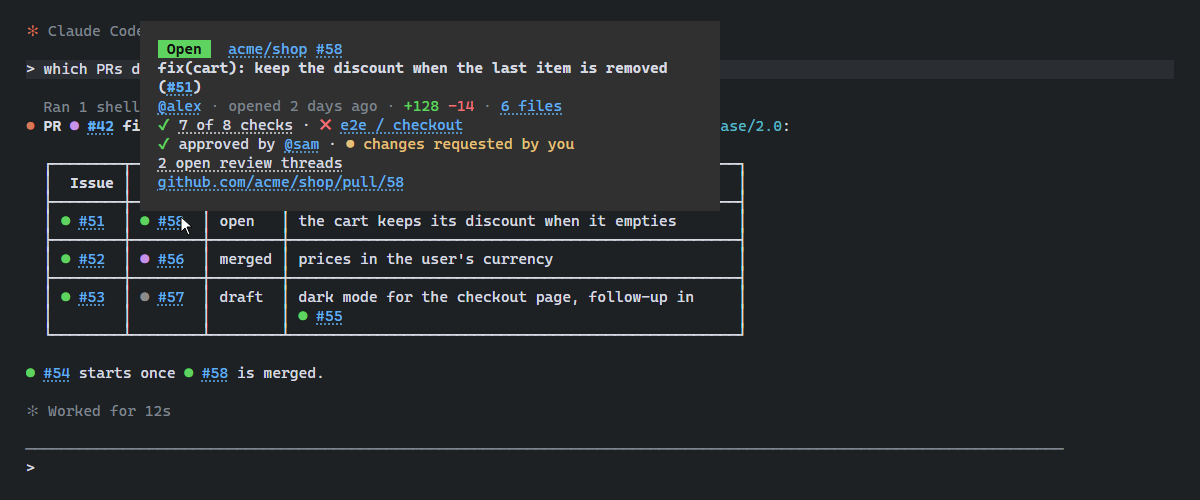 ✻ Claude Code
Open acme/shop #58
> which PRs d
fix(cart): keep the discount when the last item is removed
(#51)
Ran 1 shell
@alex · opened 2 days ago · +128 −14 · 6 files
● PR ● #42 fi
✓ 7 of 8 checks · ✗ e2e / checkout
ase/2.0:
✓ approved by @sam · ● changes requested by you
2 open review threads
github.com/acme/shop/pull/58
Issue
● #51 ● #58 open the cart keeps its discount when it empties
● #52 ● #56 merged prices in the user's currency
● #53 ● #57 draft dark mode for the checkout page, follow-up in
● #55
● #54 starts once ● #58 is merged.
✻ Worked for 12s
>